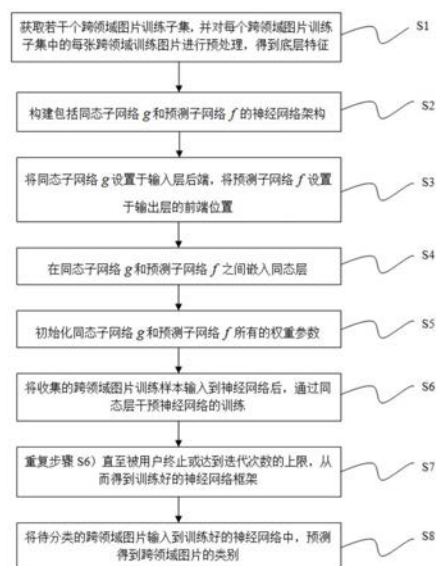 获取若干个跨领域图片训练子集，并对每个跨领域图片训练
子集中的每张跨领域训练图片进行预处理，得到底层特征
S1
构建包括同态子网络 g 和预测子网络 f 的神经网络架构
S2
将同态子网络 g 设置于输入层后端，将预测子网络 f 设置
于输出层的前端位置
S3
在同态子网络 g 和预测子网络 f 之间嵌入同态层
S4
初始化同态子网络 g 和预测子网络 f 所有的权重参数
S5
将收集的跨领域图片训练样本输入到神经网络后，通过同
态层干预神经网络的训练
S6
重复步骤 S6）直至被用户终止或达到迭代次数的上限，从
而得到训练好的神经网络框架
S7
将待分类的跨领域图片输入到训练好的神经网络中，预测
得到跨领域图片的类别
S8